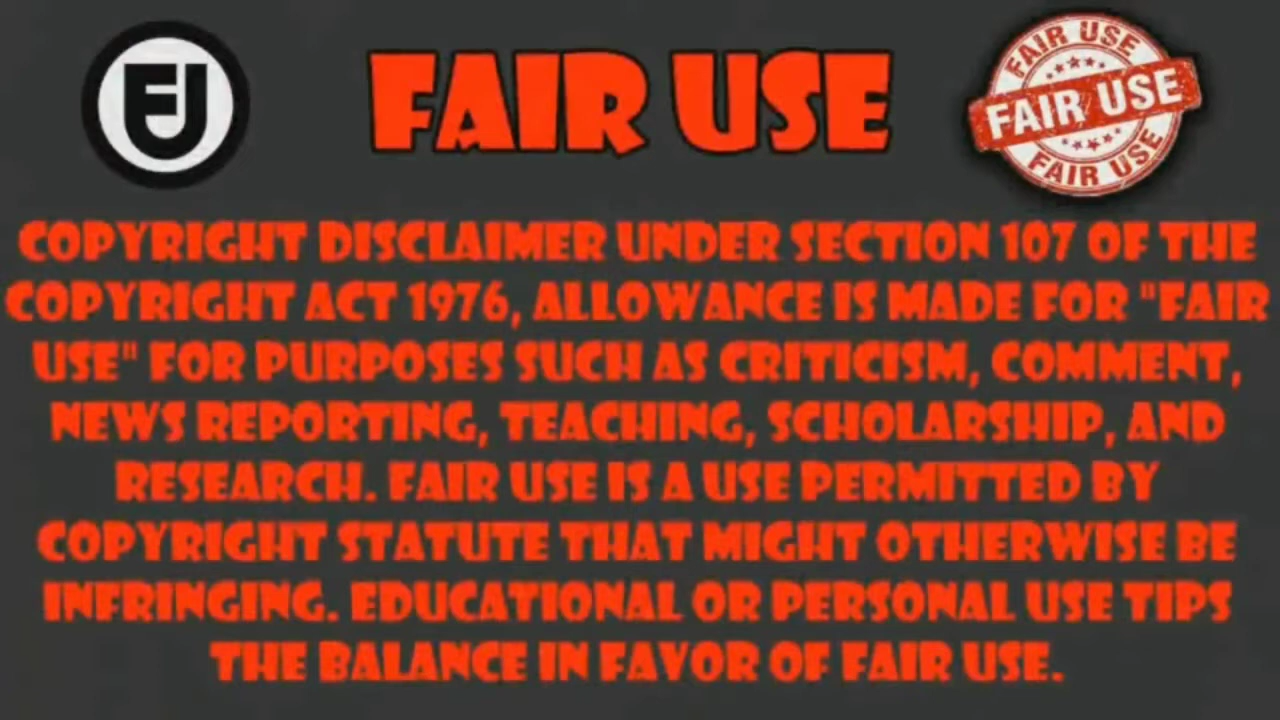 FJ
FAIR USE
FAIR USE
FAIR USE
FAIR USE
COPYRIGHT DISCLAIMER UNDER SECTION 107 OF THE
COPYRIGHT ACT 1976, ALLOWANCE IS MADE FOR "FAIR
USE" FOR PURPOSES SUCH AS CRITICISM, COMMENT,
NEWS REPORTING, TEACHING, SCHOLARSHIP, AND
RESEARCH. FAIR USE IS A USE PERMITTED BY
COPYRIGHT STATUTE THAT MIGHT OTHERWISE BE
INFRINGING. EDUCATIONAL OR PERSONAL USE TIPS
THE BALANCE IN FAVOR OF FAIR USE.